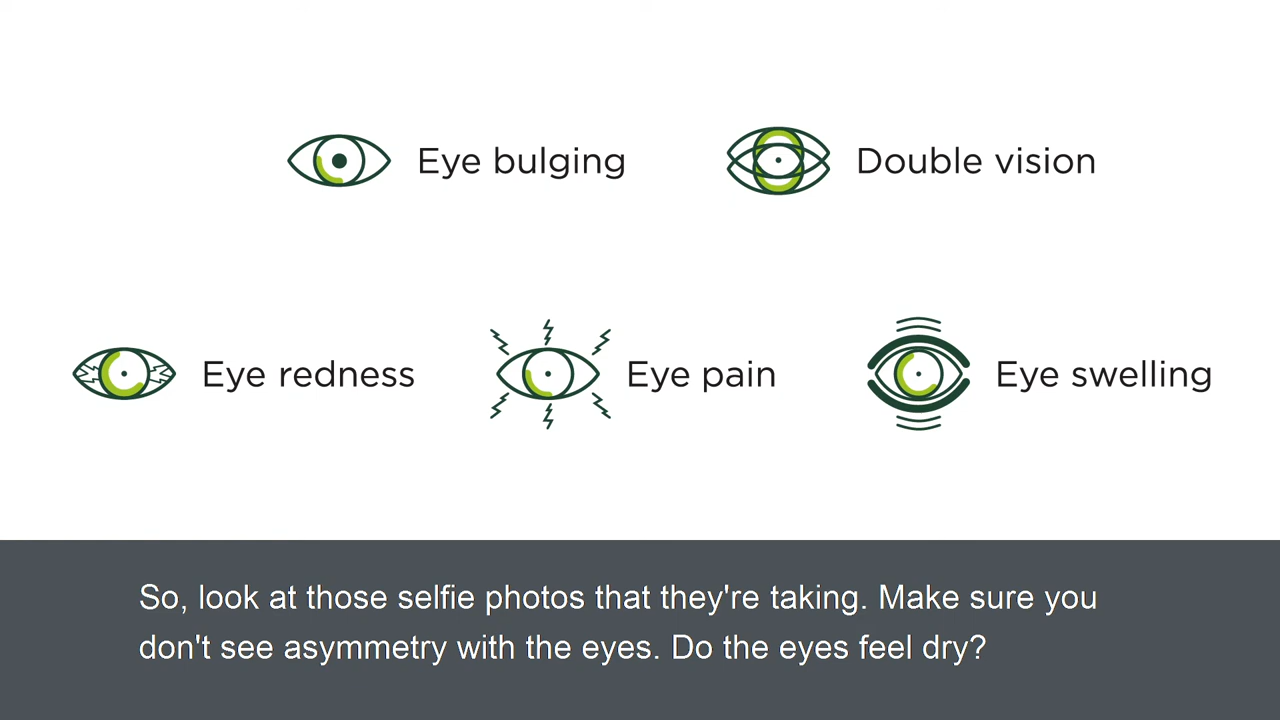 Eye bulging
Double vision
Eye redness
Eye pain
Eye swelling
So, look at those selfie photos that they're taking. Make sure you
don't see asymmetry with the eyes. Do the eyes feel dry?